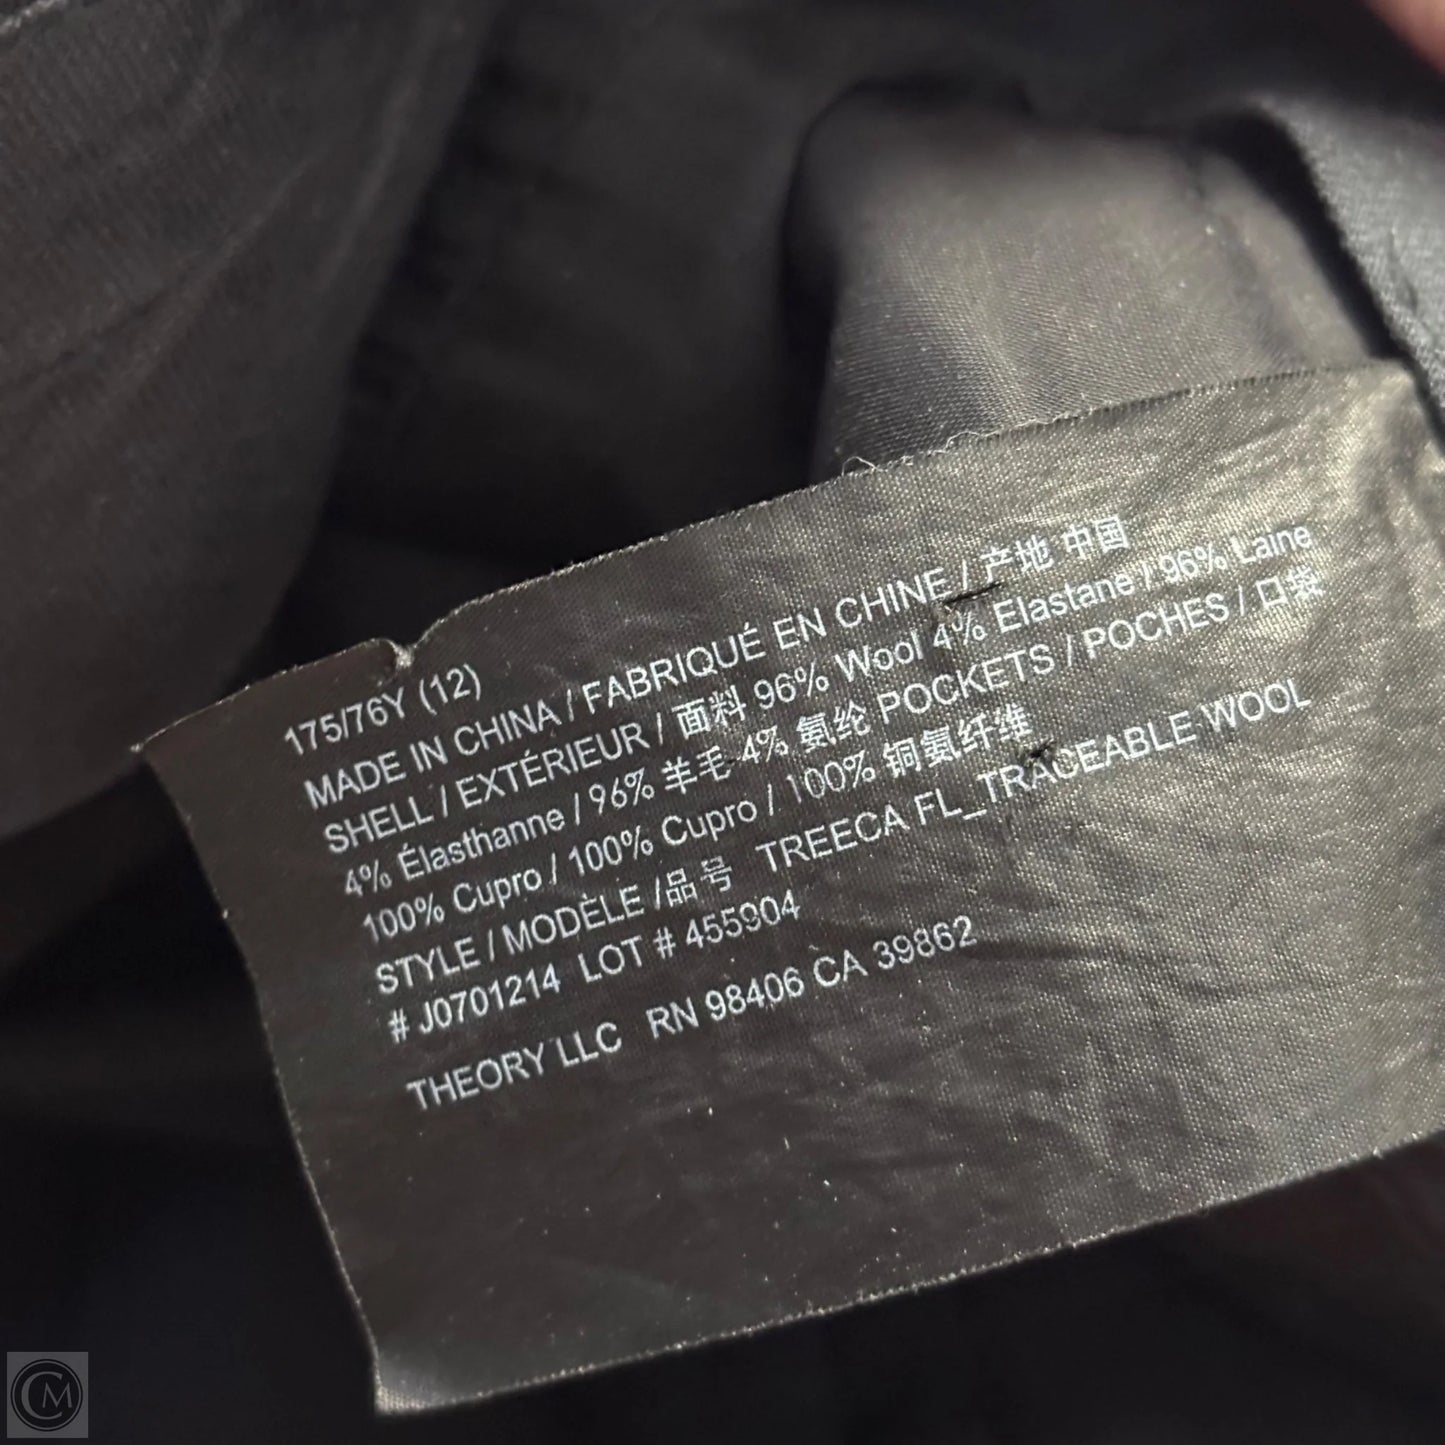 175/76Y (12)
MADE IN CHINA / FABRIQUÉ EN CHINE / 产地 中国
SHELL / EXTÉRIEUR / 面料 96% Wool 4% Elastane / 96% Laine
4% Élasthanne / 96% 羊毛 4% 氨纶 POCKETS / POCHES / 口袋
100% Cupro / 100% Cupro / 100% 铜氨纤维
STYLE / MODÈLE /品号 TREECA FL_TRACEABLE WOOL
# J0701214 LOT # 455904
THEORY LLC RN 98406 CA 39862
CM